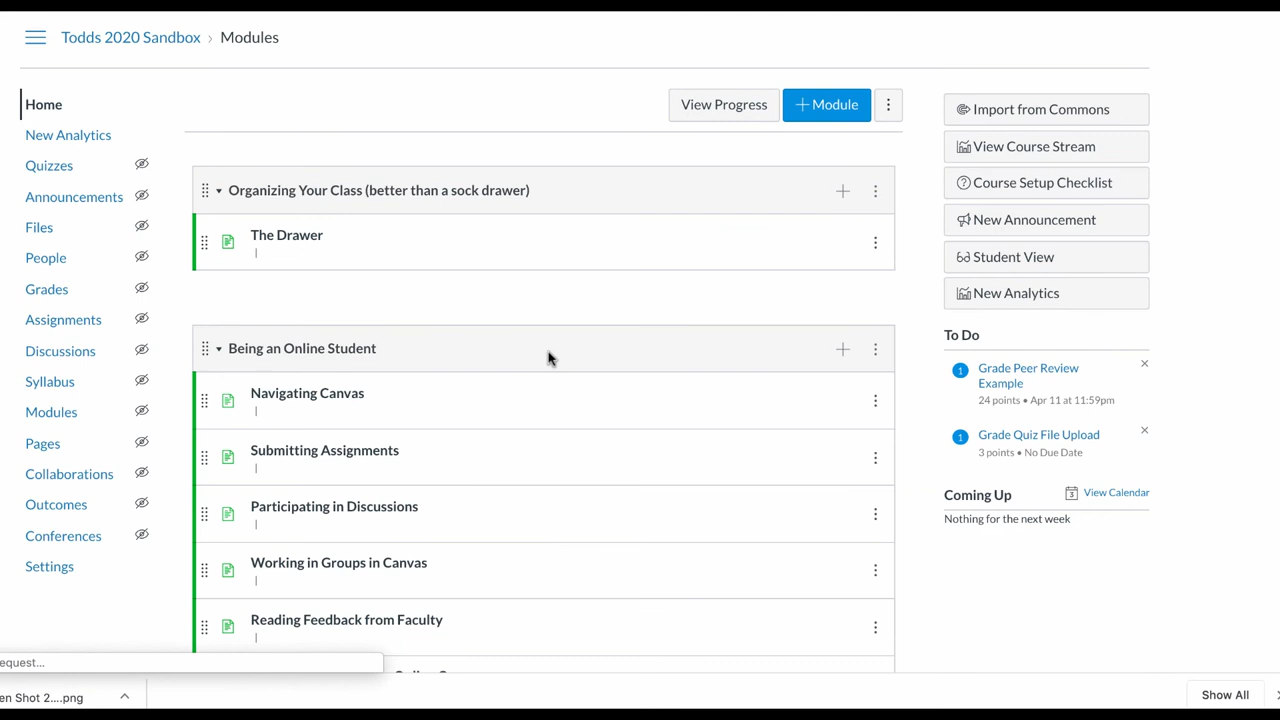 Todds 2020 Sandbox › Modules
Home
New Analytics
Quizzes
Announcements
Files
People
Grades
Assignments
Discussions
Syllabus
Modules
Pages
Collaborations
Outcomes
Conferences
Settings
View Progress
+ Module
Organizing Your Class (better than a sock drawer)
The Drawer
|
Being an Online Student
Navigating Canvas
|
Submitting Assignments
|
Participating in Discussions
|
Working in Groups in Canvas
|
Reading Feedback from Faculty
|
Import from Commons
View Course Stream
Course Setup Checklist
New Announcement
Student View
New Analytics
To Do
1 Grade Peer Review
Example
24 points • Apr 11 at 11:59pm
1 Grade Quiz File Upload
3 points • No Due Date
Coming Up 3 View Calendar
Nothing for the next week
equest...
en Shot 2....png
Show All